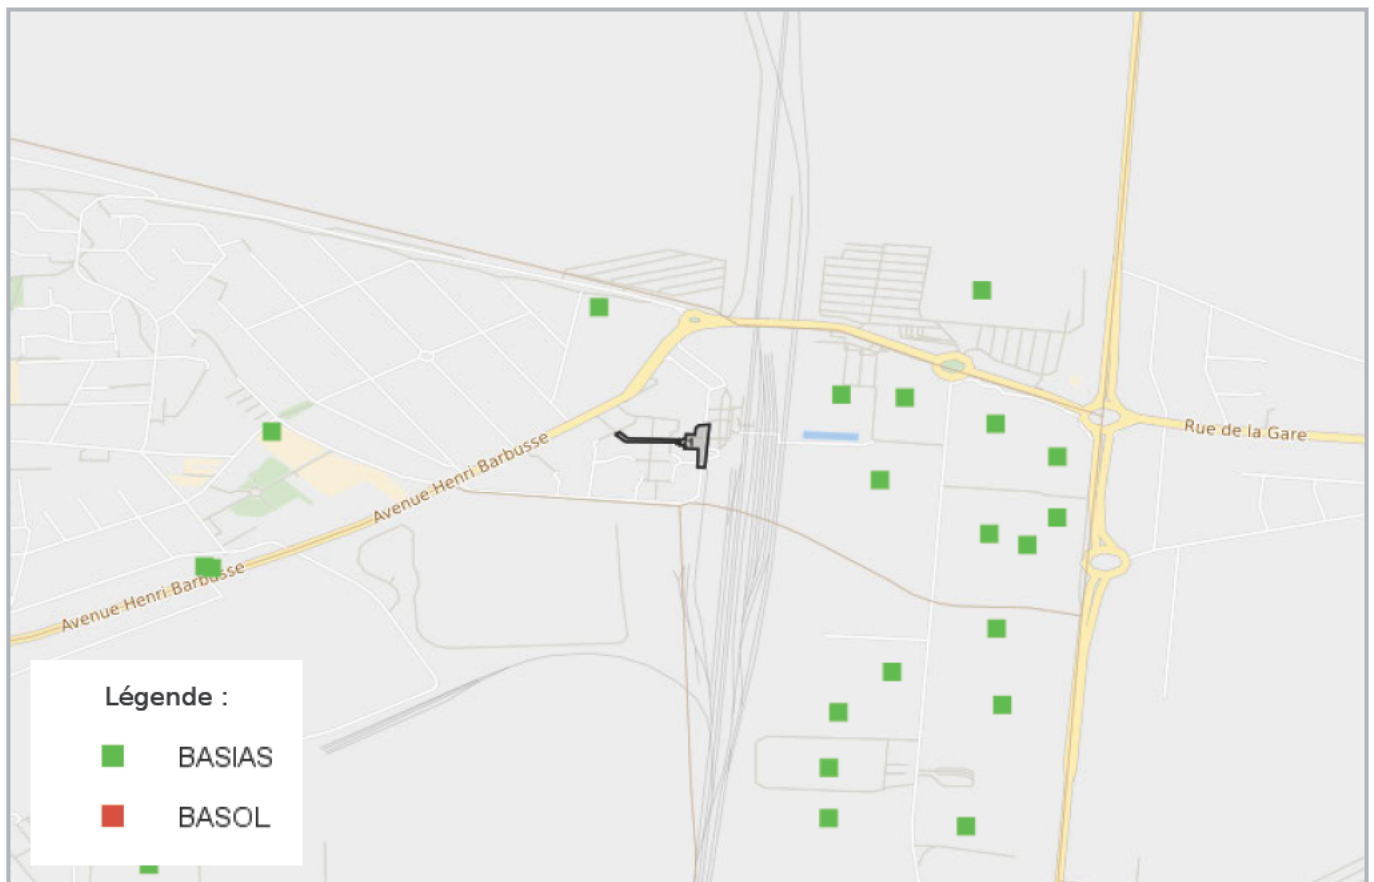 Rue de la Gare
Avenue Henri Barbusse
Avenue Henri Barbusse
Légende :
BASIAS
BASOL